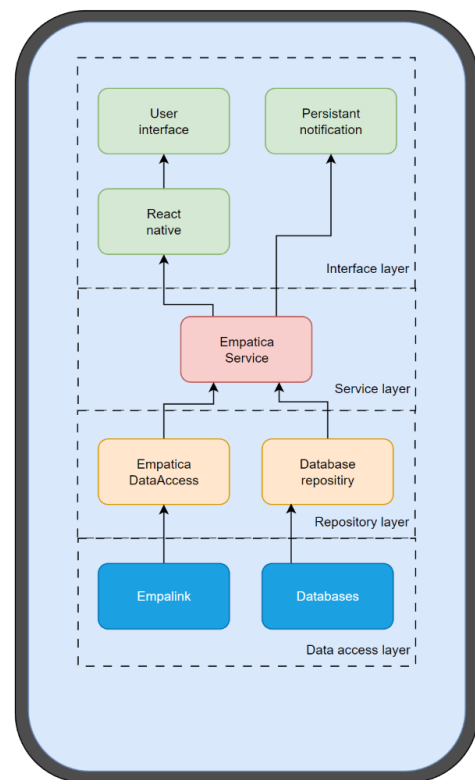 User
interface
Persistant
notification
React
native
Interface layer
Empatica
Service
Service layer
Empatica
DataAccess
Database
repositiry
Repository layer
Empalink
Databases
Data access layer